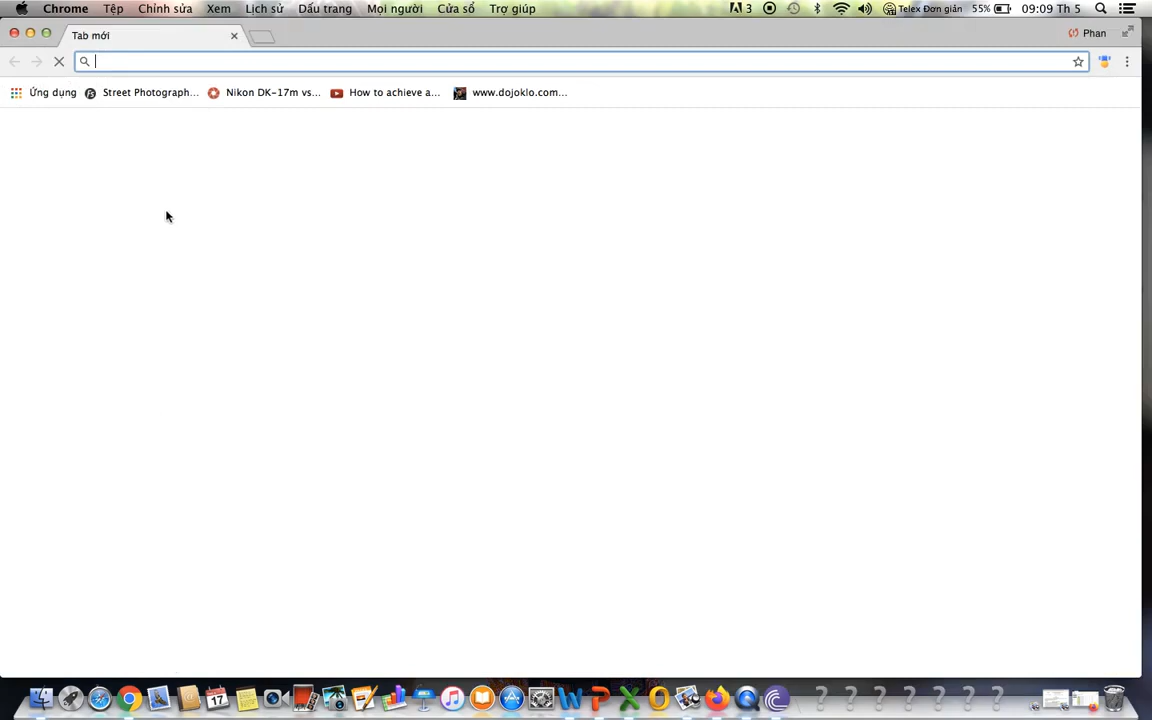 Chrome Tệp Chỉnh sửa Xem Lịch sử Dấu trang Mọi người Cửa sổ Trợ giúp 3 Telex Đơn giản 55% 09:09 Th 5
Tab mới Phan
Ứng dụng Street Photograph... Nikon DK-17m vs... How to achieve a... www.dojoklo.com...
17